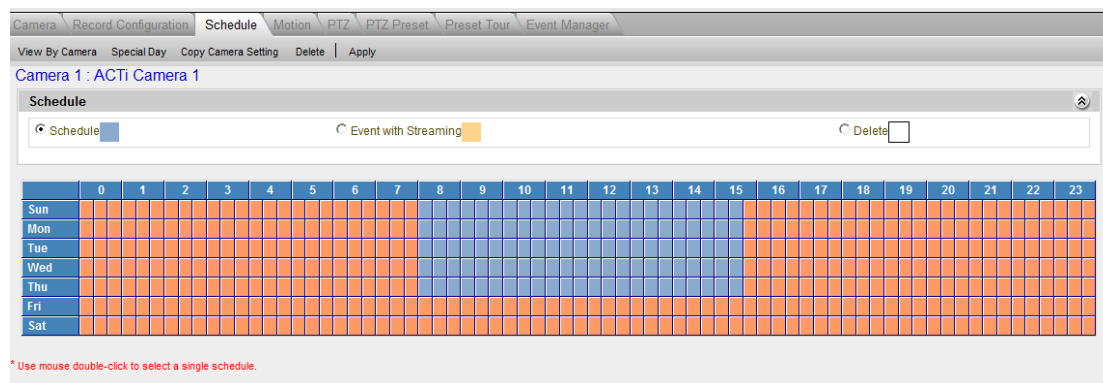 Camera Record Configuration Schedule Motion PTZ PTZ Preset Preset Tour Event Manager
View By Camera Special Day Copy Camera Setting Delete Apply
Camera 1 : ACTi Camera 1
Schedule
Schedule Event with Streaming Delete
0 1 2 3 4 5 6 7 8 9 10 11 12 13 14 15 16 17 18 19 20 21 22 23
Sun
Mon
Tue
Wed
Thu
Fri
Sat
* Use mouse double-click to select a single schedule.